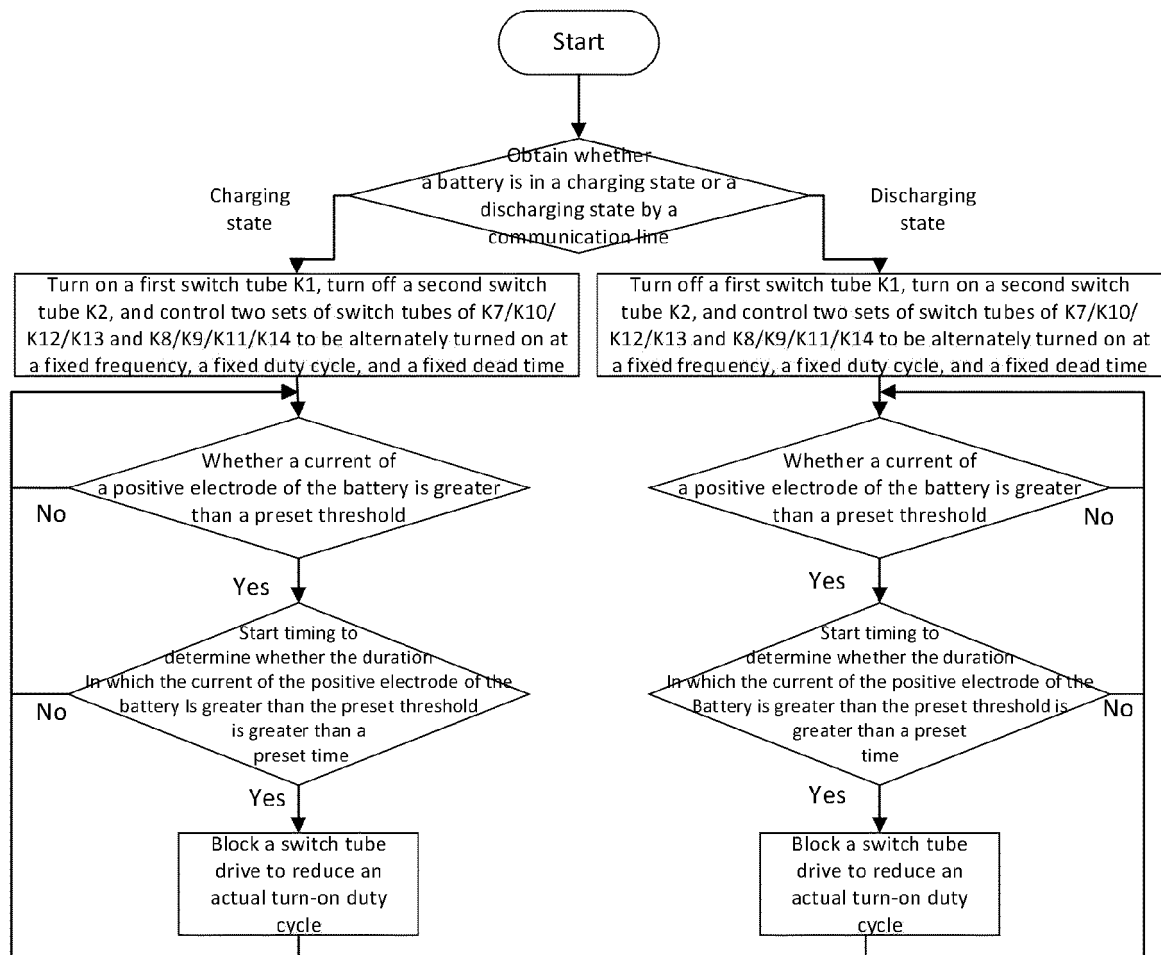 Start
Obtain whether
a battery is in a charging state or a
discharging state by a
communication line
Charging
state
Discharging
state
Turn on a first switch tube K1, turn off a second switch
tube K2, and control two sets of switch tubes of K7/K10/
K12/K13 and K8/K9/K11/K14 to be alternately turned on at
a fixed frequency, a fixed duty cycle, and a fixed dead time
Turn off a first switch tube K1, turn on a second switch
tube K2, and control two sets of switch tubes of K7/K10/
K12/K13 and K8/K9/K11/K14 to be alternately turned on at
a fixed frequency, a fixed duty cycle, and a fixed dead time
Whether a current of
a positive electrode of the battery is greater
than a preset threshold
No
Yes
Whether a current of
a positive electrode of the battery is greater
than a preset threshold
No
Yes
Start timing to
determine whether the duration
In which the current of the positive electrode of the
battery Is greater than the preset threshold
is greater than a
preset time
No
Yes
Start timing to
determine whether the duration
In which the current of the positive electrode of the
Battery is greater than the preset threshold is
greater than a preset
time
No
Yes
Block a switch tube
drive to reduce an
actual turn-on duty
cycle
Block a switch tube
drive to reduce an
actual turn-on duty
cycle